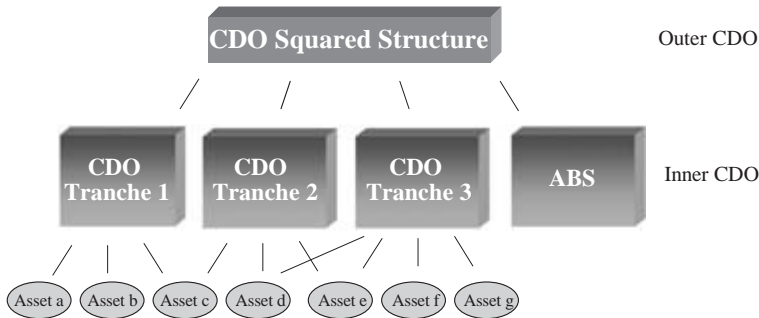 CDO Squared Structure
Outer CDO
CDO
Tranche 1
CDO
Tranche 2
CDO
Tranche 3
ABS
Inner CDO
Asset a
Asset b
Asset c
Asset d
Asset e
Asset f
Asset g